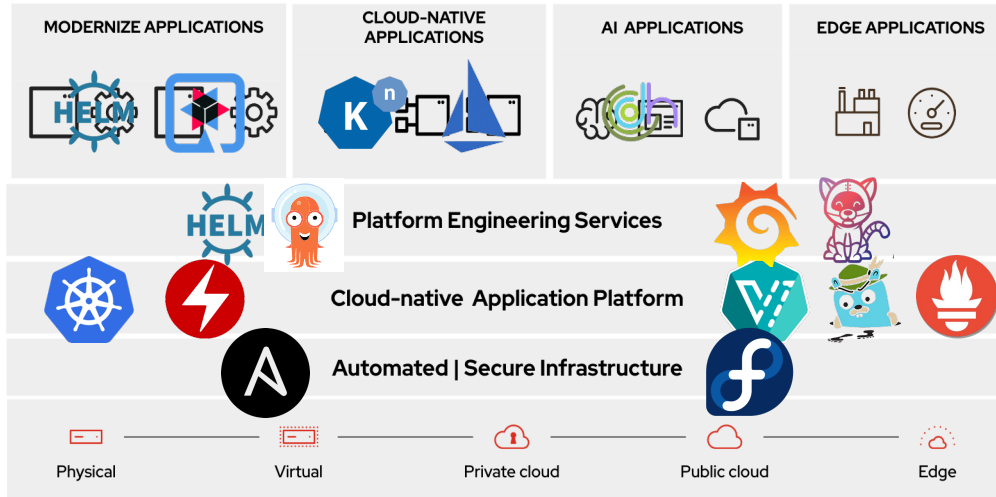 MODERNIZE APPLICATIONS
CLOUD-NATIVE
APPLICATIONS
AI APPLICATIONS
EDGE APPLICATIONS
HELM
K
n
dh
HELM
Platform Engineering Services
Cloud-native Application Platform
Automated | Secure Infrastructure
Physical
Virtual
Private cloud
Public cloud
Edge